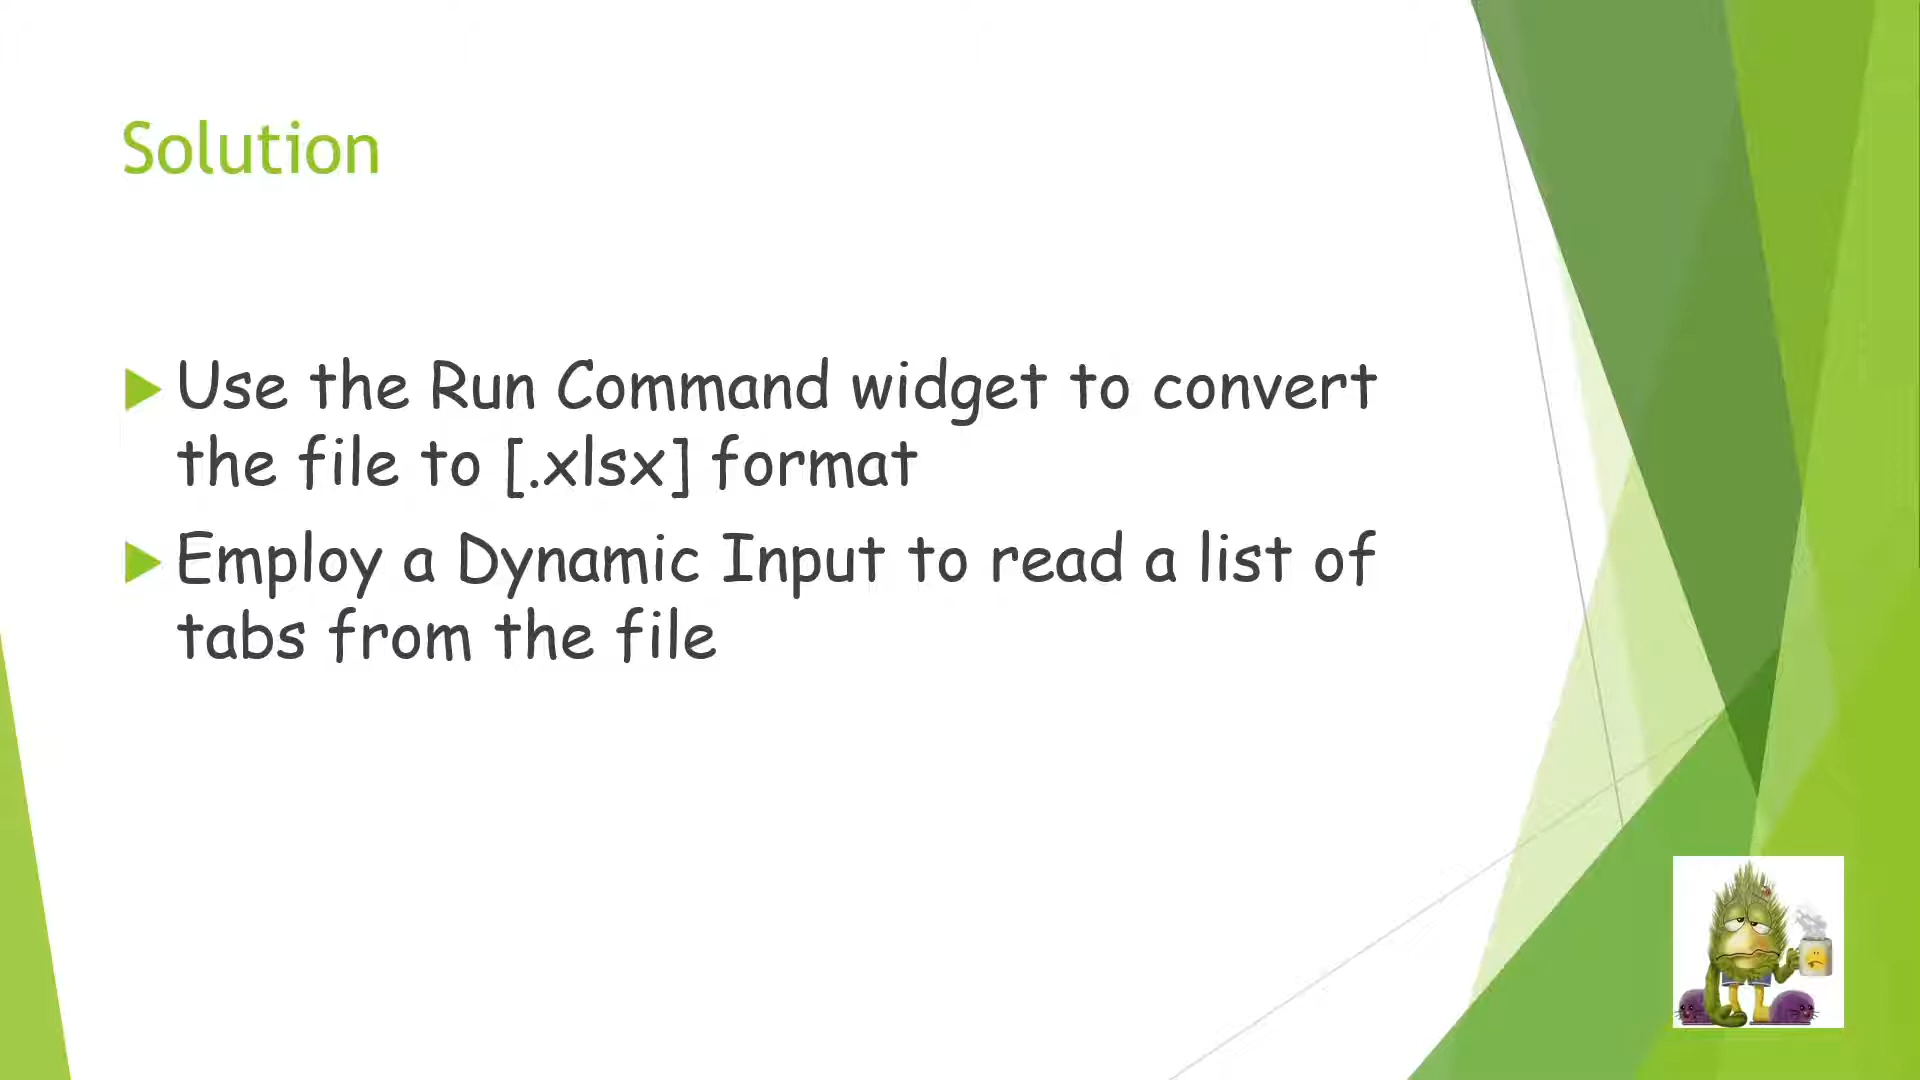 Solution
Use the Run Command widget to convert
the file to [.xlsx] format
Employ a Dynamic Input to read a list of
tabs from the file